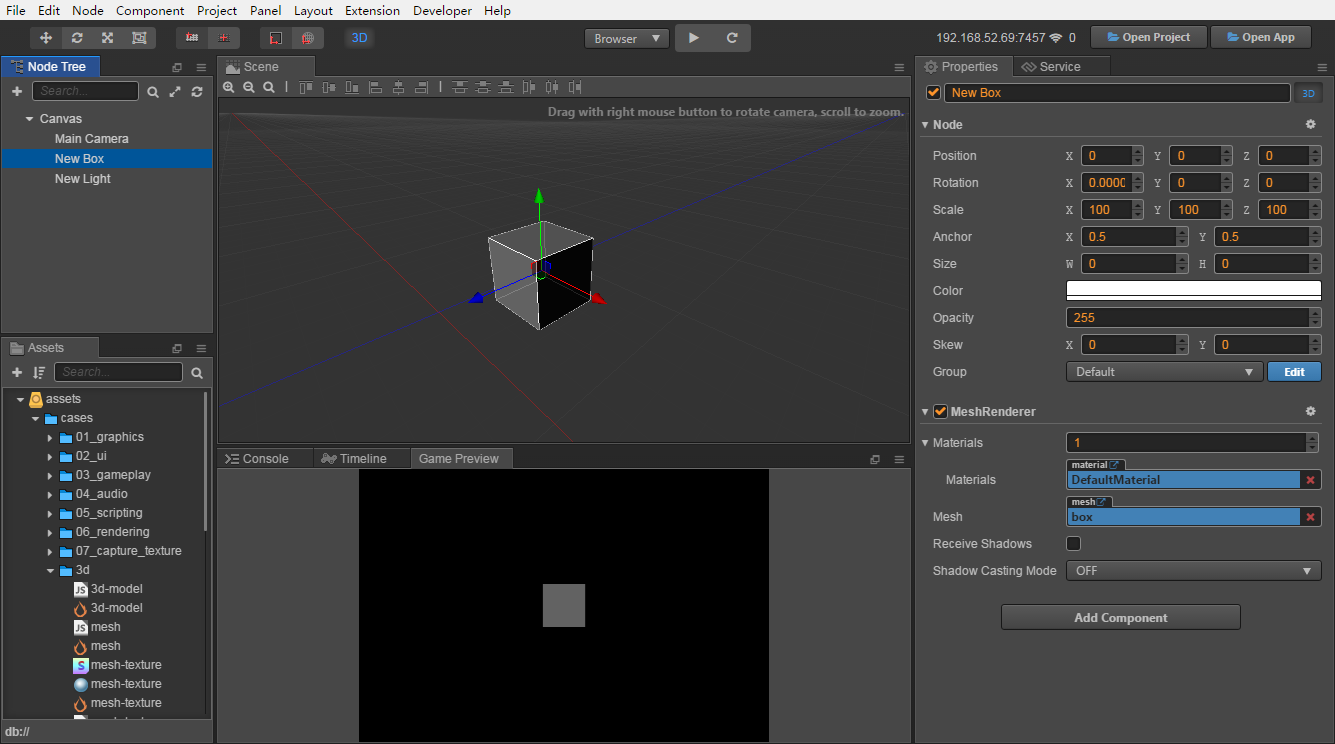 File Edit Node Component Project Panel Layout Extension Developer Help
3D Browser 192.168.52.69:7457 0 Open Project Open App
Node Tree
Search...
Canvas
Main Camera
New Box
New Light
Assets
Search...
assets
cases
01_graphics
02_ui
03_gameplay
04_audio
05_scripting
06_rendering
07_capture_texture
3d
JS 3d-model
3d-model
JS mesh
mesh
S mesh-texture
mesh-texture
mesh-texture
db://
Scene
Drag with right mouse button to rotate camera, scroll to zoom.
Console Timeline Game Preview
Properties Service
New Box 3D
Node
Position X 0 Y 0 Z 0
Rotation X 0.0000 Y 0 Z 0
Scale X 100 Y 100 Z 100
Anchor X 0.5 Y 0.5
Size W 0 H 0
Color
Opacity 255
Skew X 0 Y 0
Group Default Edit
MeshRenderer
Materials 1
material
Materials DefaultMaterial
mesh
Mesh box
Receive Shadows
Shadow Casting Mode OFF
Add Component